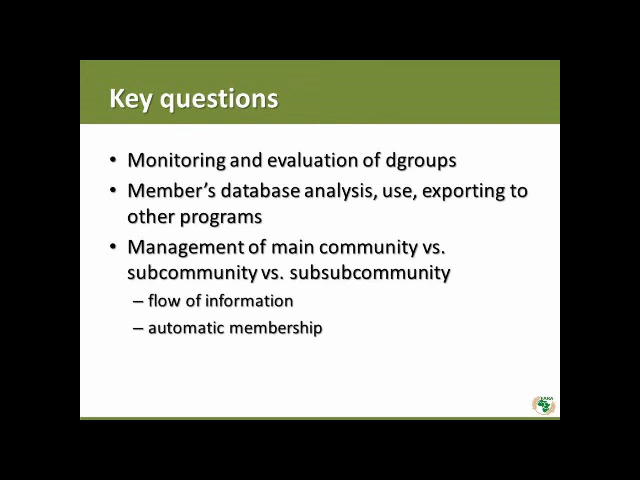 Key questions
• Monitoring and evaluation of dgroups
• Member's database analysis, use, exporting to
other programs
• Management of main community vs.
subcommunity vs. subsubcommunity
– flow of information
– automatic membership